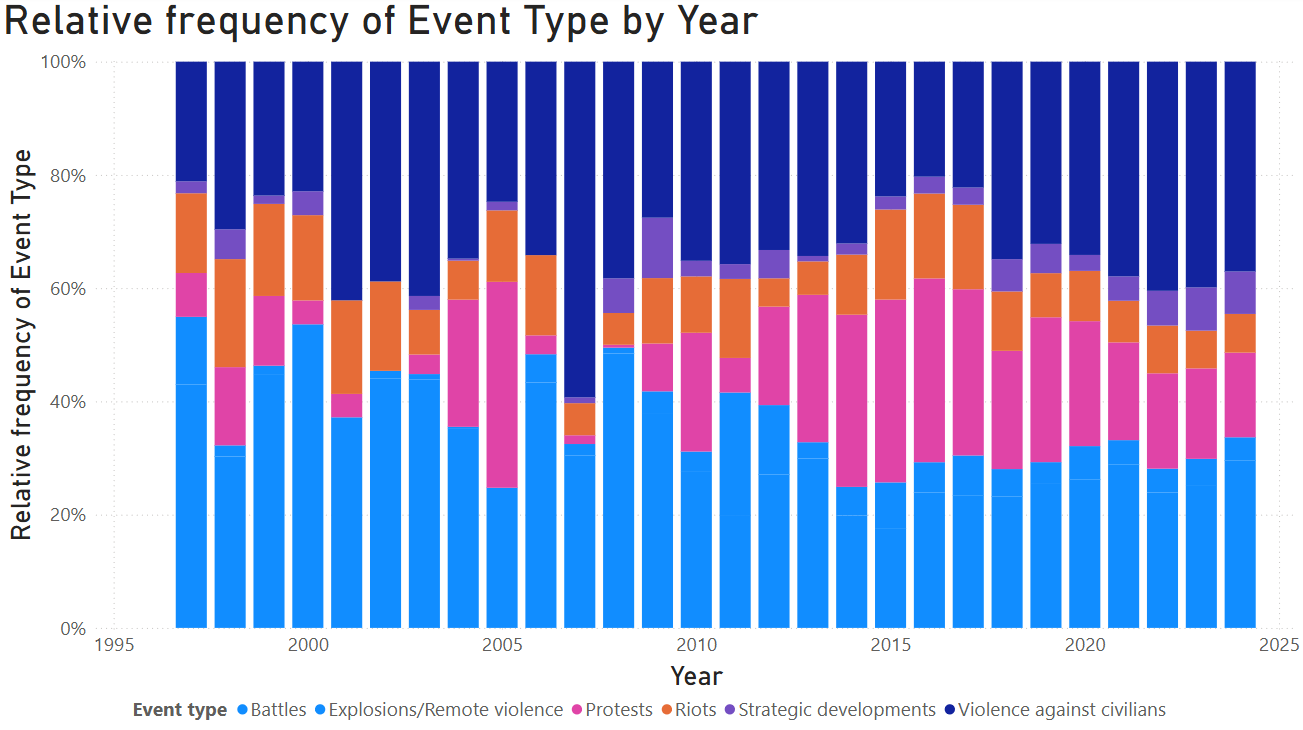 Relative frequency of Event Type by Year
Relative frequency of Event Type
100%
80%
60%
40%
20%
0%
1995 2000 2005 2010 2015 2020 2025
Year
Event type Battles Explosions/Remote violence Protests Riots Strategic developments Violence against civilians